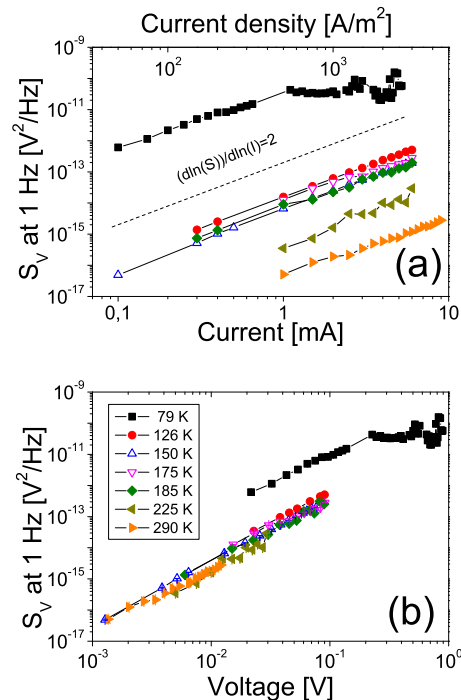 Current density [A/m²]
10² 10³
10⁻⁹
10⁻¹¹
10⁻¹³
10⁻¹⁵
10⁻¹⁷
S_V at 1 Hz [V²/Hz]
(dln(S))/dln(I)=2
(a)
0,1 1 10
Current [mA]
10⁻⁹
10⁻¹¹
10⁻¹³
10⁻¹⁵
10⁻¹⁷
S_V at 1 Hz [V²/Hz]
79 K
126 K
150 K
175 K
185 K
225 K
290 K
(b)
10⁻³ 10⁻² 10⁻¹ 10⁰
Voltage [V]